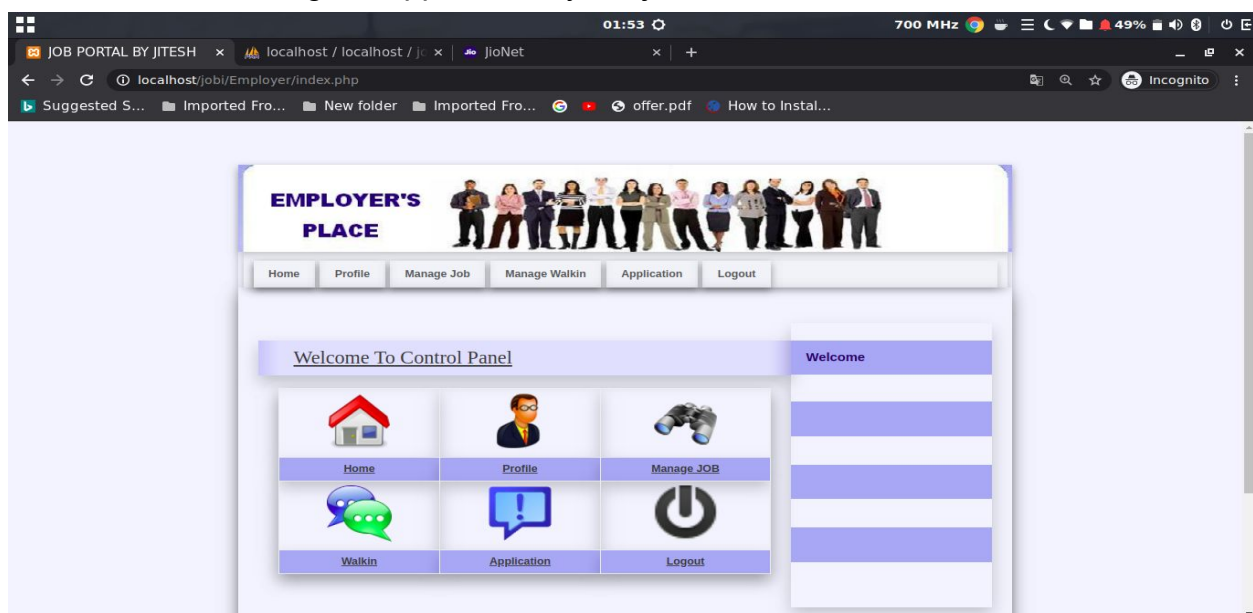 01:53
700 MHz
49%
JOB PORTAL BY JITESH
localhost / localhost / jo
JioNet
localhost/jobi/Employer/index.php
Incognito
Suggested S...
Imported Fro...
New folder
Imported Fro...
offer.pdf
How to Instal...
EMPLOYER'S
PLACE
Home
Profile
Manage Job
Manage Walkin
Application
Logout
Welcome To Control Panel
Welcome
Home
Profile
Manage JOB
Walkin
Application
Logout